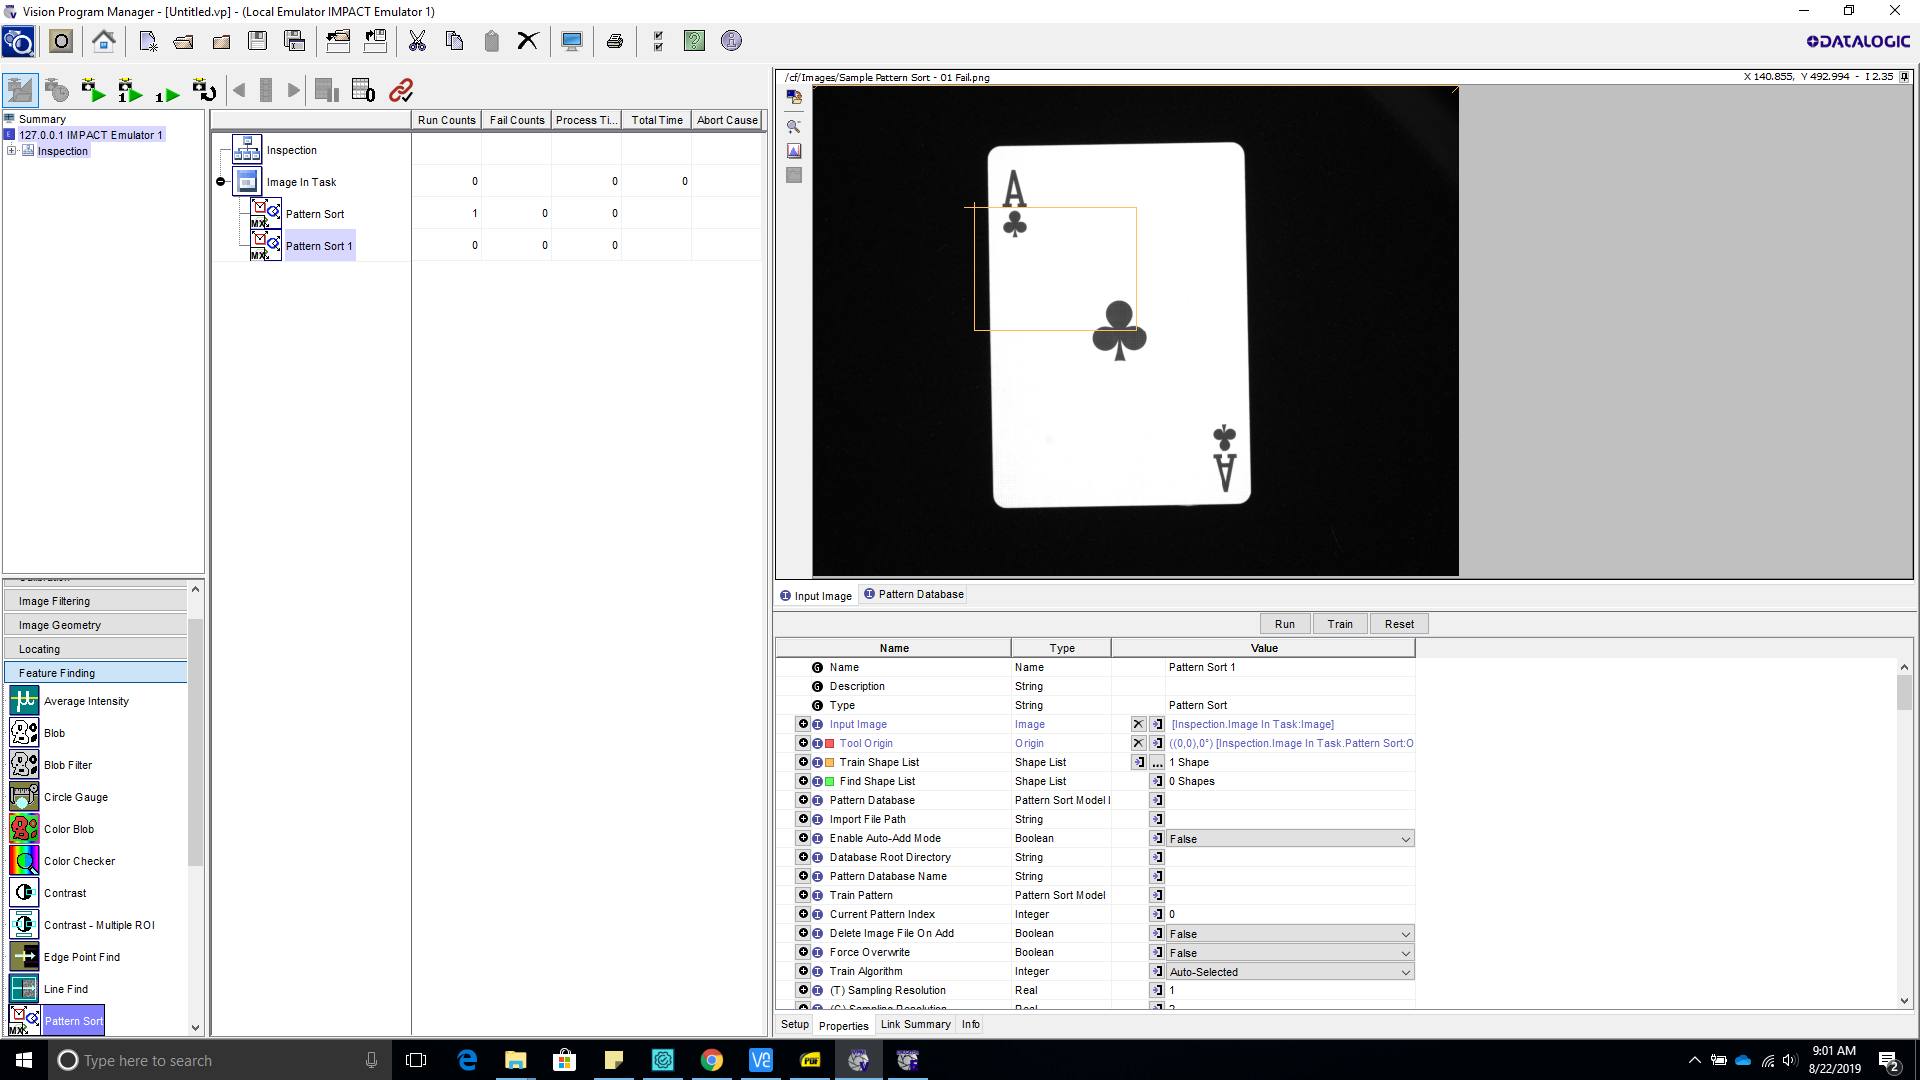 Vision Program Manager - [Untitled.vp] - (Local Emulator IMPACT Emulator 1)
DATALOGIC
Summary
127.0.0.1 IMPACT Emulator 1
Inspection
Run Counts Fail Counts Process Ti... Total Time Abort Cause
Inspection
Image In Task 0 0 0
Pattern Sort 1 0 0
Pattern Sort 1 0 0 0
/cf/Images/Sample Pattern Sort - 01 Fail.png
X 140.855, Y 492.994 - I 2.35
A
A
Input Image
Pattern Database
Image Filtering
Image Geometry
Locating
Feature Finding
Average Intensity
Blob
Blob Filter
Circle Gauge
Color Blob
Color Checker
Contrast
Contrast - Multiple ROI
Edge Point Find
Line Find
Pattern Sort
Run Train Reset
Name Type Value
Name Name Pattern Sort 1
Description String
Type String Pattern Sort
Input Image Image [Inspection.Image In Task:Image]
Tool Origin Origin ((0,0),0°) [Inspection.Image In Task.Pattern Sort:O
Train Shape List Shape List ... 1 Shape
Find Shape List Shape List 0 Shapes
Pattern Database Pattern Sort Model I
Import File Path String
Enable Auto-Add Mode Boolean False
Database Root Directory String
Pattern Database Name String
Train Pattern Pattern Sort Model
Current Pattern Index Integer 0
Delete Image File On Add Boolean False
Force Overwrite Boolean False
Train Algorithm Integer Auto-Selected
(T) Sampling Resolution Real 1
Setup Properties Link Summary Info
Type here to search
9:01 AM
8/22/2019
2